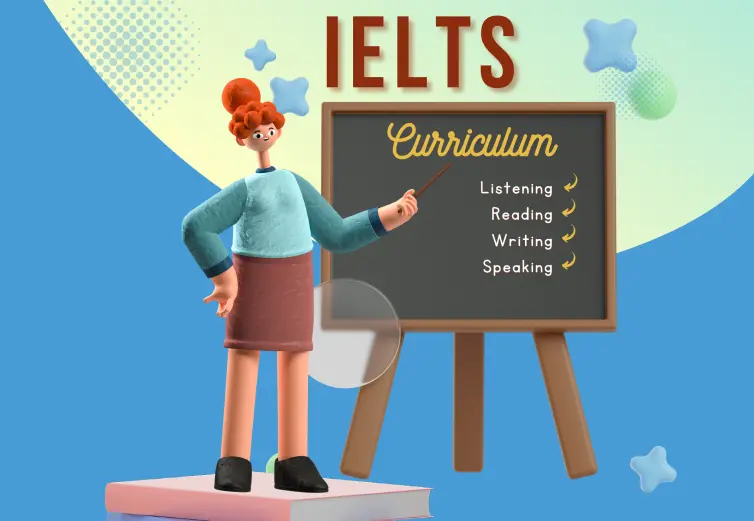 IELTS
Curriculum
Listening
Reading
Writing
Speaking